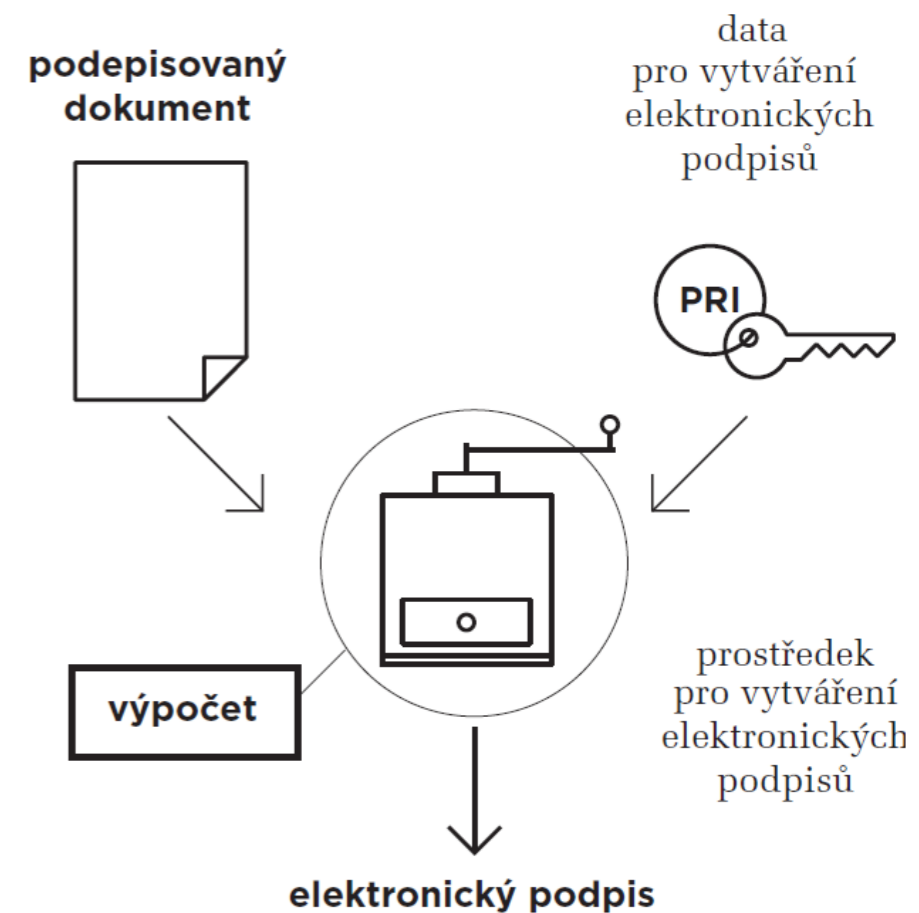 podepisovaný
dokument
data
pro vytváření
elektronických
podpisů
PRI
výpočet
prostředek
pro vytváření
elektronických
podpisů
elektronický podpis